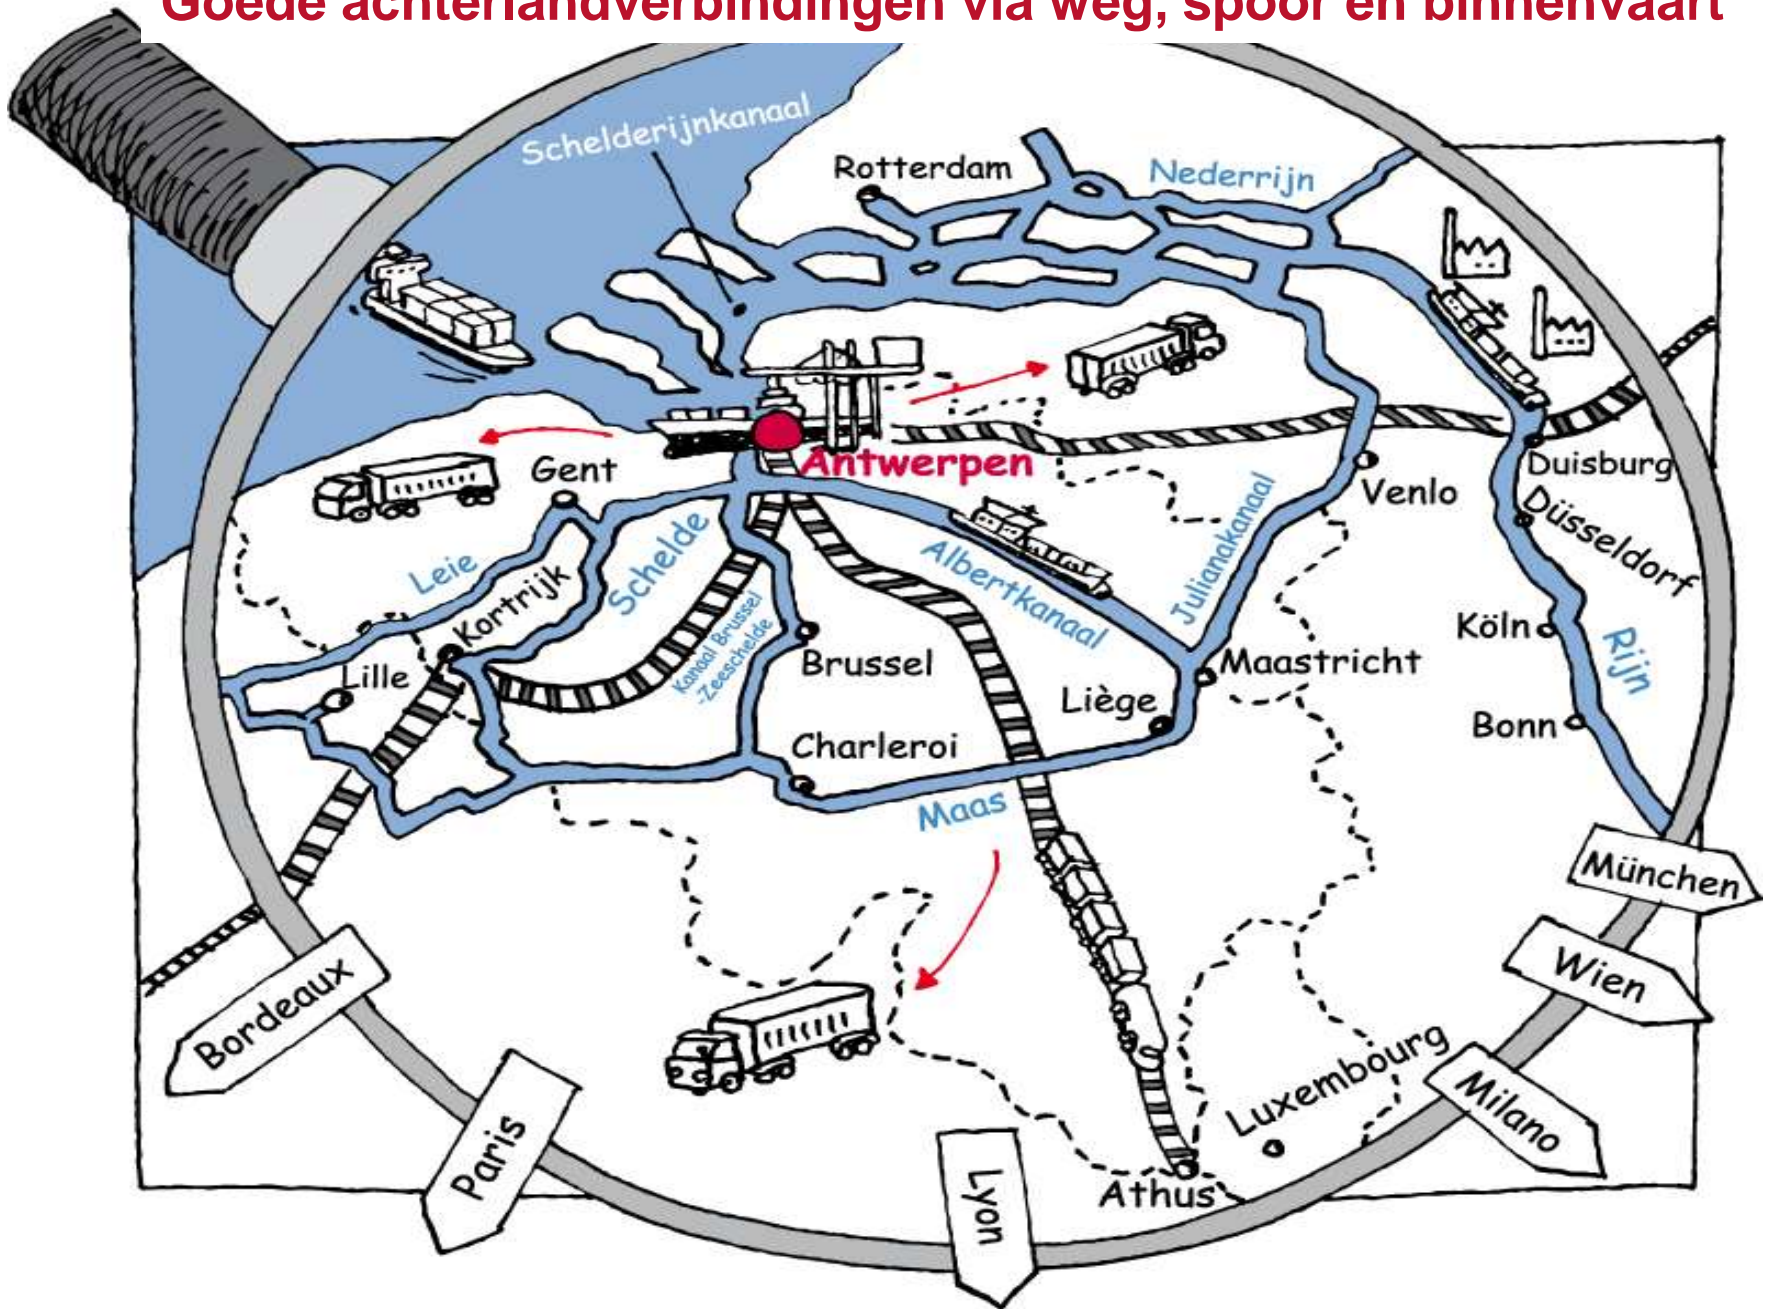 Goede achterlandverbindingen via weg, spoor en binnenvaart
Schelderijnkanaal
Rotterdam
Nederrijn
Antwerpen
Gent
Duisburg
Venlo
Düsseldorf
Leie
Kortrijk
Schelde
Albertkanaal
Julianakanaal
Kanaal Brussel
-Zeeschelde
Köln
Rijn
Brussel
Maastricht
Lille
Liège
Bonn
Charleroi
Maas
München
Wien
Bordeaux
Luxembourg
Milano
Paris
Lyon
Athus